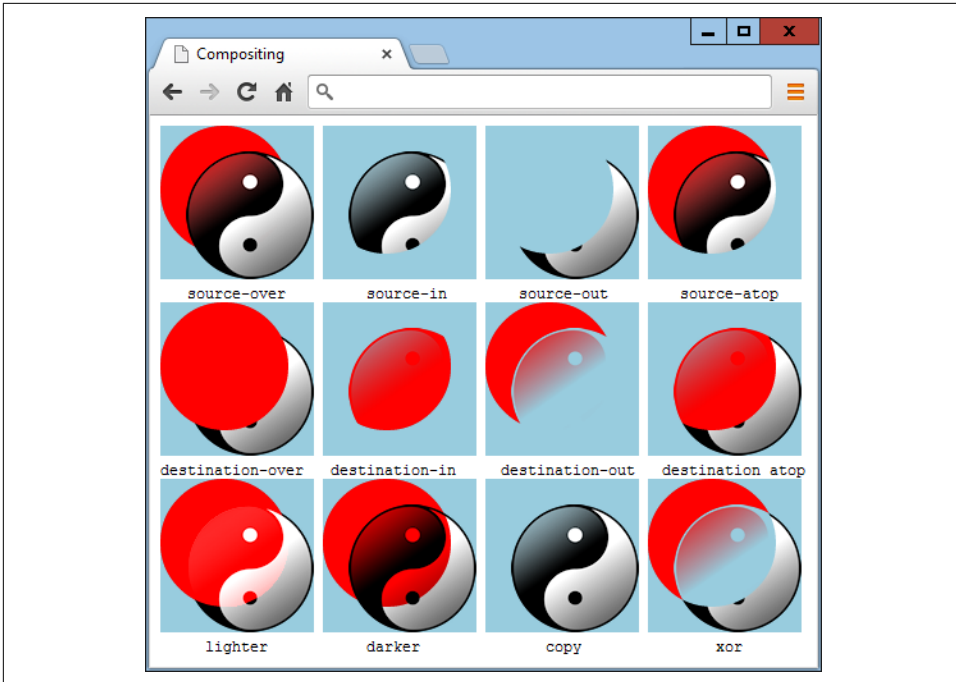 Compositing
source-over source-in source-out source-atop
destination-over destination-in destination-out destination atop
lighter darker copy xor